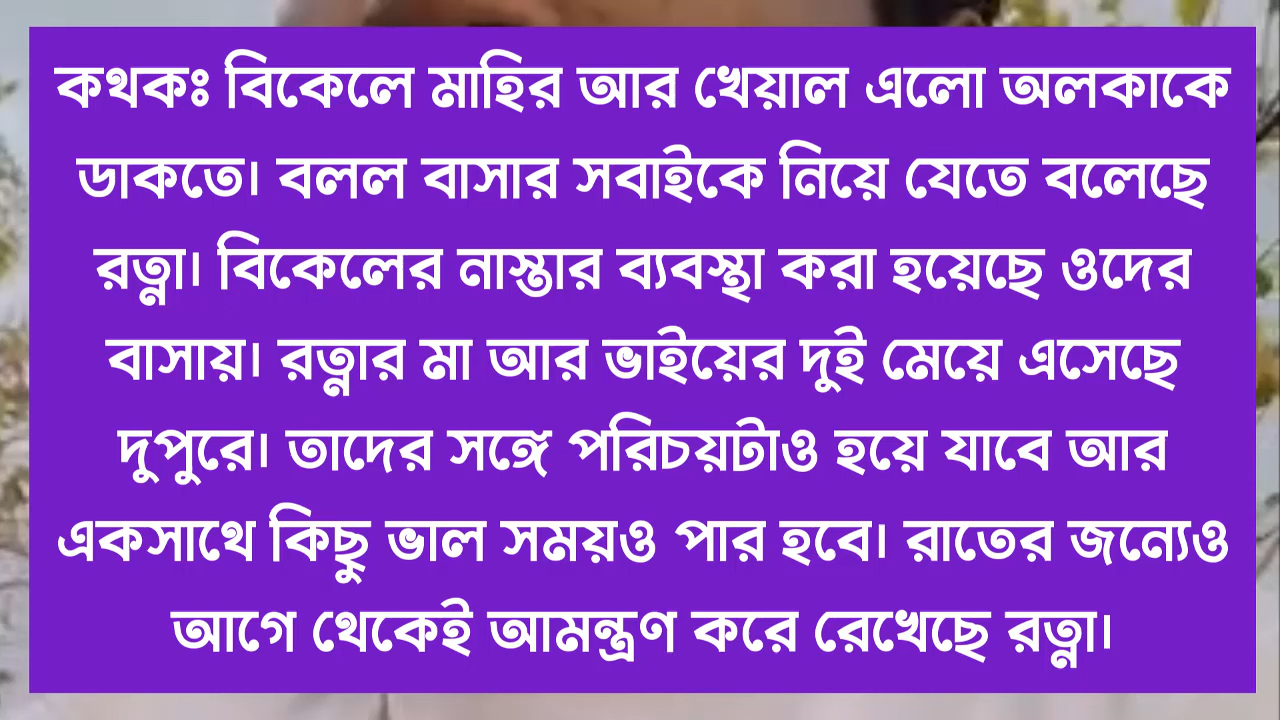 কথকঃ বিকেলে মাহির আর খেয়াল এলো অলকাকে
ডাকতে। বলল বাসার সবাইকে নিয়ে যেতে বলেছে
রত্না। বিকেলের নাস্তার ব্যবস্থা করা হয়েছে ওদের
বাসায়। রত্নার মা আর ভাইয়ের দুই মেয়ে এসেছে
দুপুরে। তাদের সঙ্গে পরিচয়টাও হয়ে যাবে আর
একসাথে কিছু ভাল সময়ও পার হবে। রাতের জন্যেও
আগে থেকেই আমন্ত্রণ করে রেখেছে রত্না।